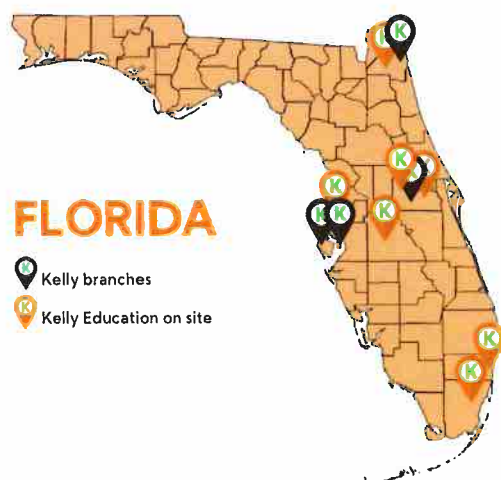 K K
K K K
K
K K K
FLORIDA
K Kelly branches
K Kelly Education on site
K
K